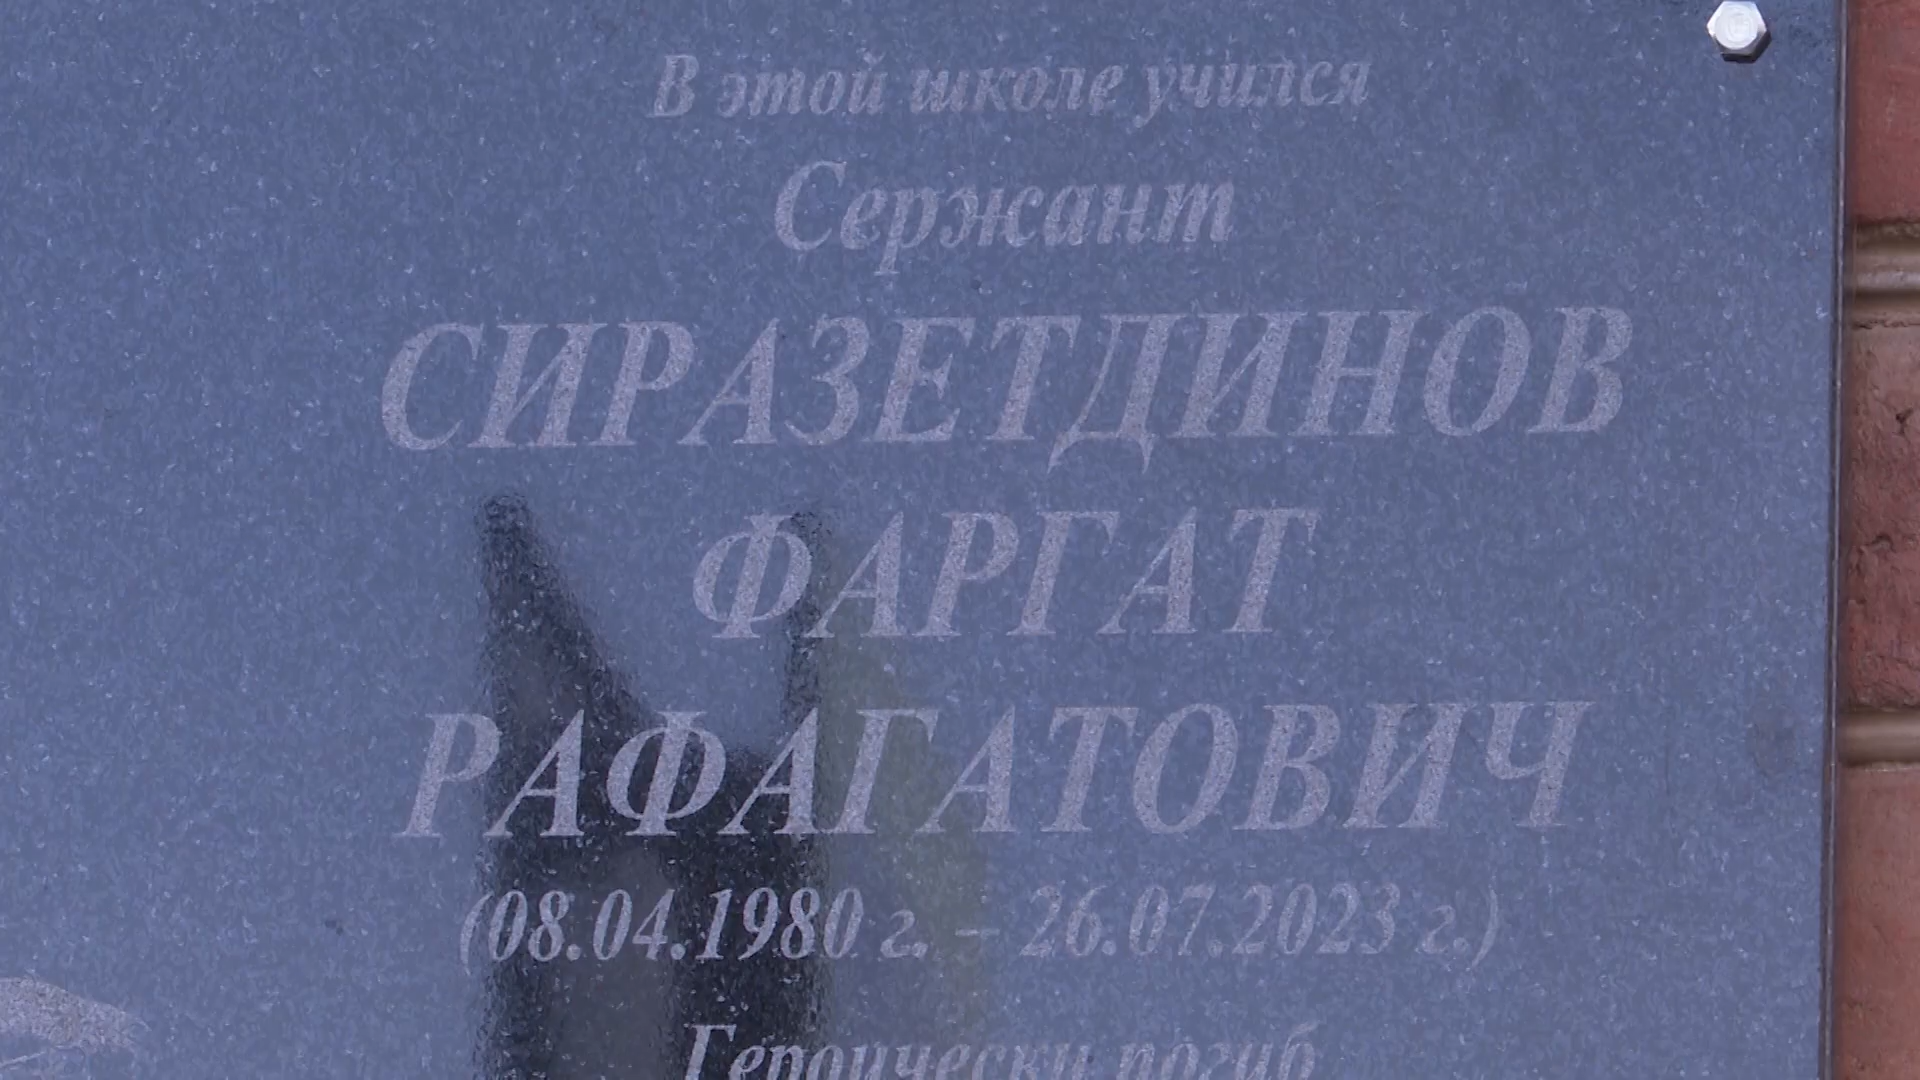 В этой школе учился
Сержант
СИРАЗЕТДИНОВ
ФАРГАТ
РАФАГАТОВИЧ
(08.04.1980 г. – 26.07.2023 г.)
Героически погиб